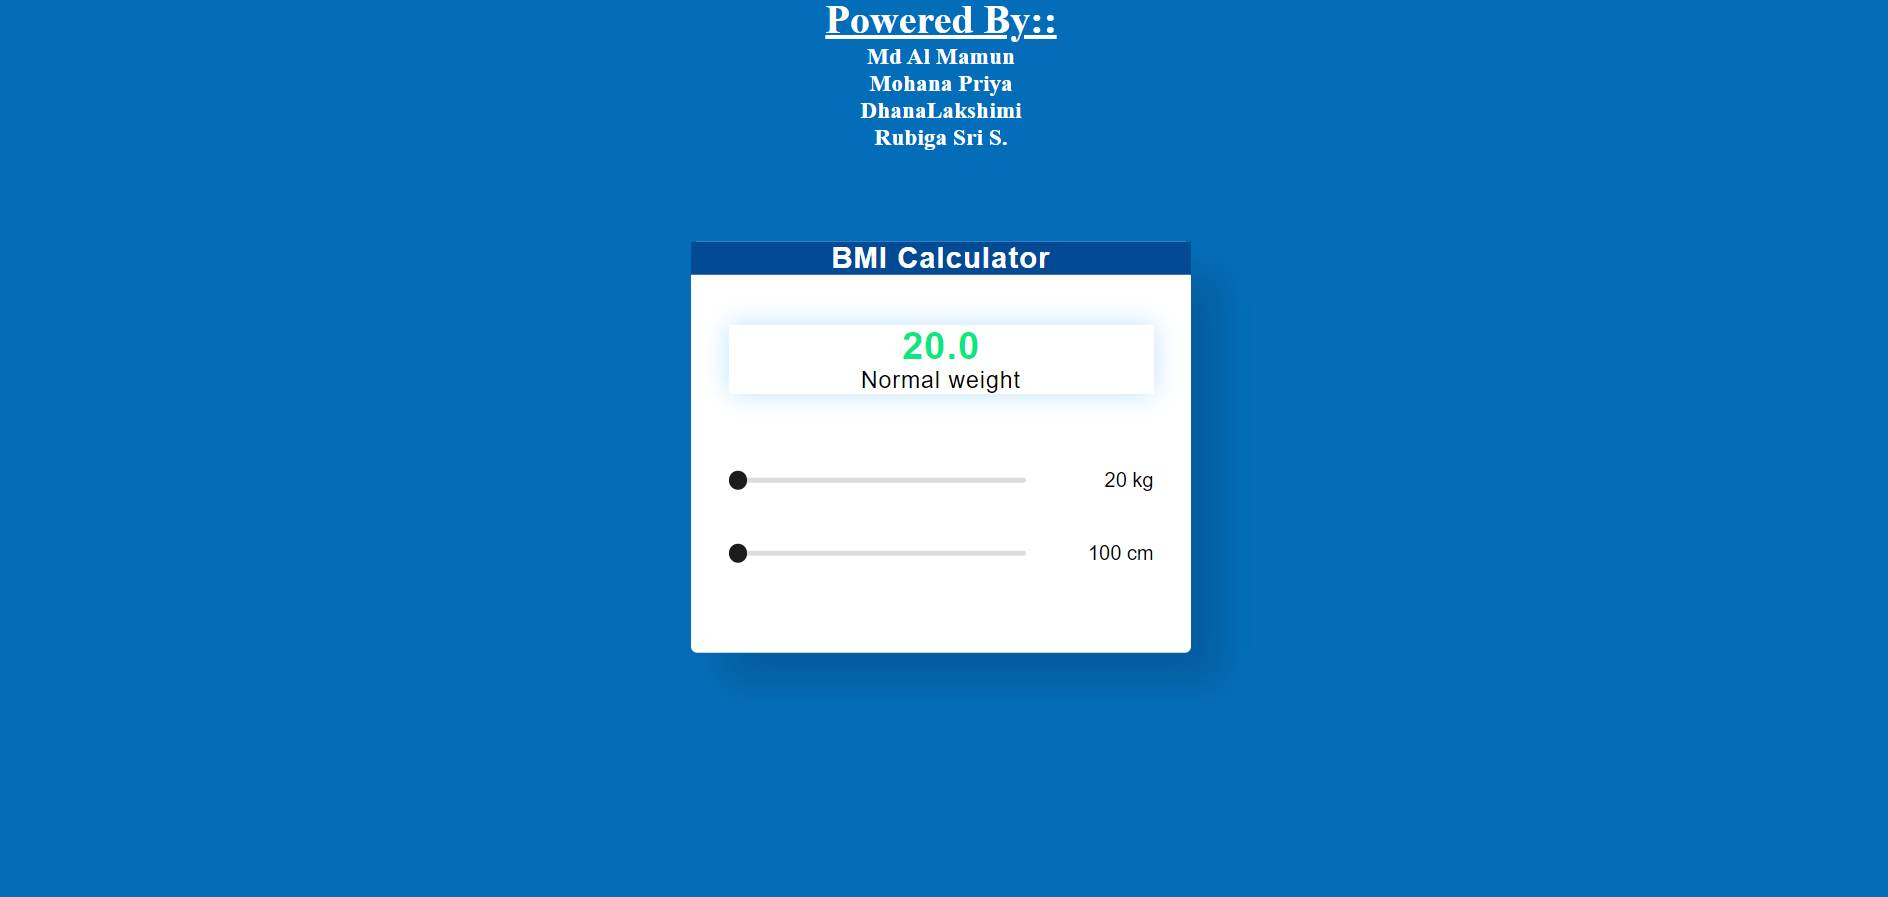 Powered By::
Md Al Mamun
Mohana Priya
DhanaLakshimi
Rubiga Sri S.
BMI Calculator
20.0
Normal weight
20 kg
100 cm